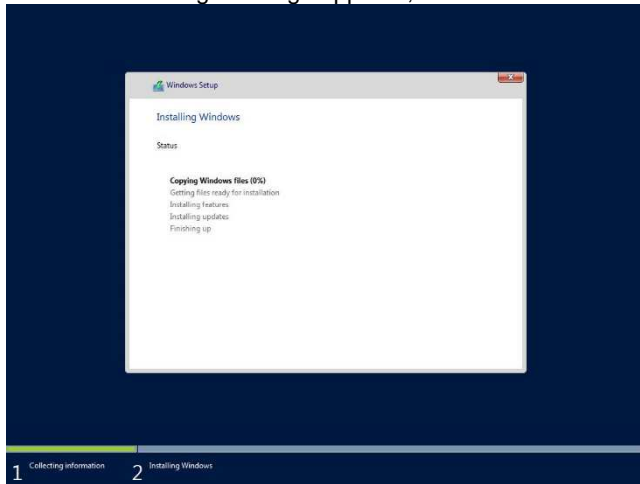 Windows Setup
Installing Windows
Status
Copying Windows files (0%)
Getting files ready for installation
Installing features
Installing updates
Finishing up
1 Collecting information 2 Installing Windows